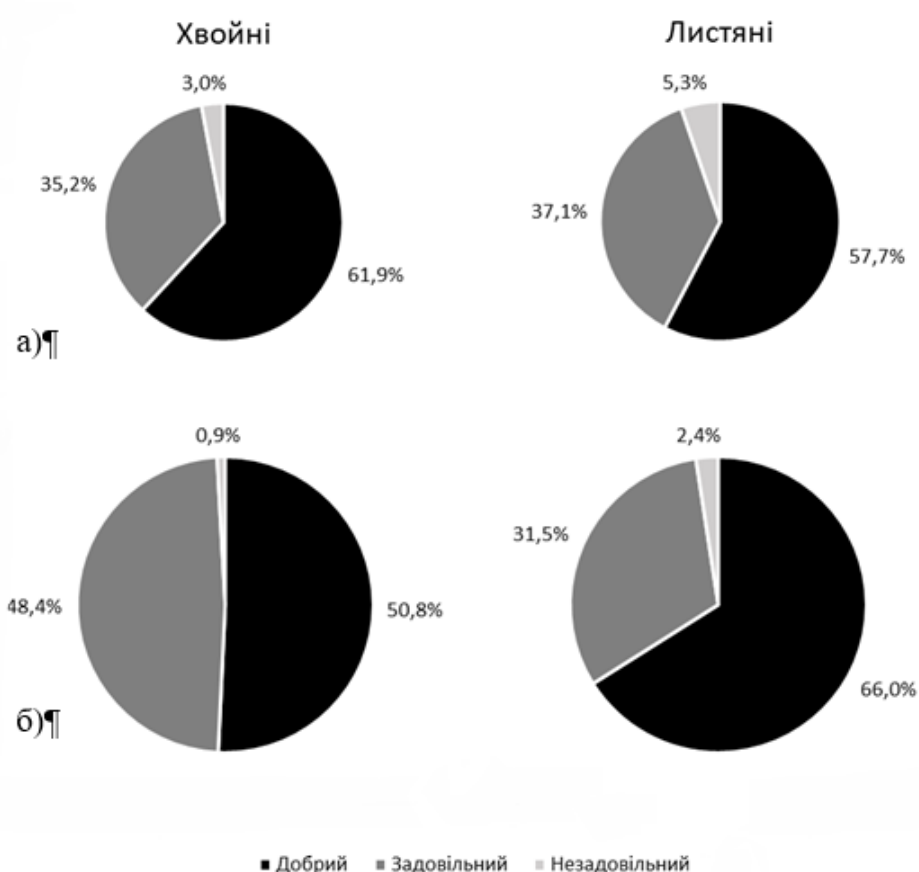 Хвойні
Листяні
3,0%
5,3%
35,2%
37,1%
61,9%
57,7%
а)¶
0,9%
2,4%
31,5%
48,4%
50,8%
66,0%
б)¶
▪ Добрий ▪ Задовільний ▪ Незадовільний